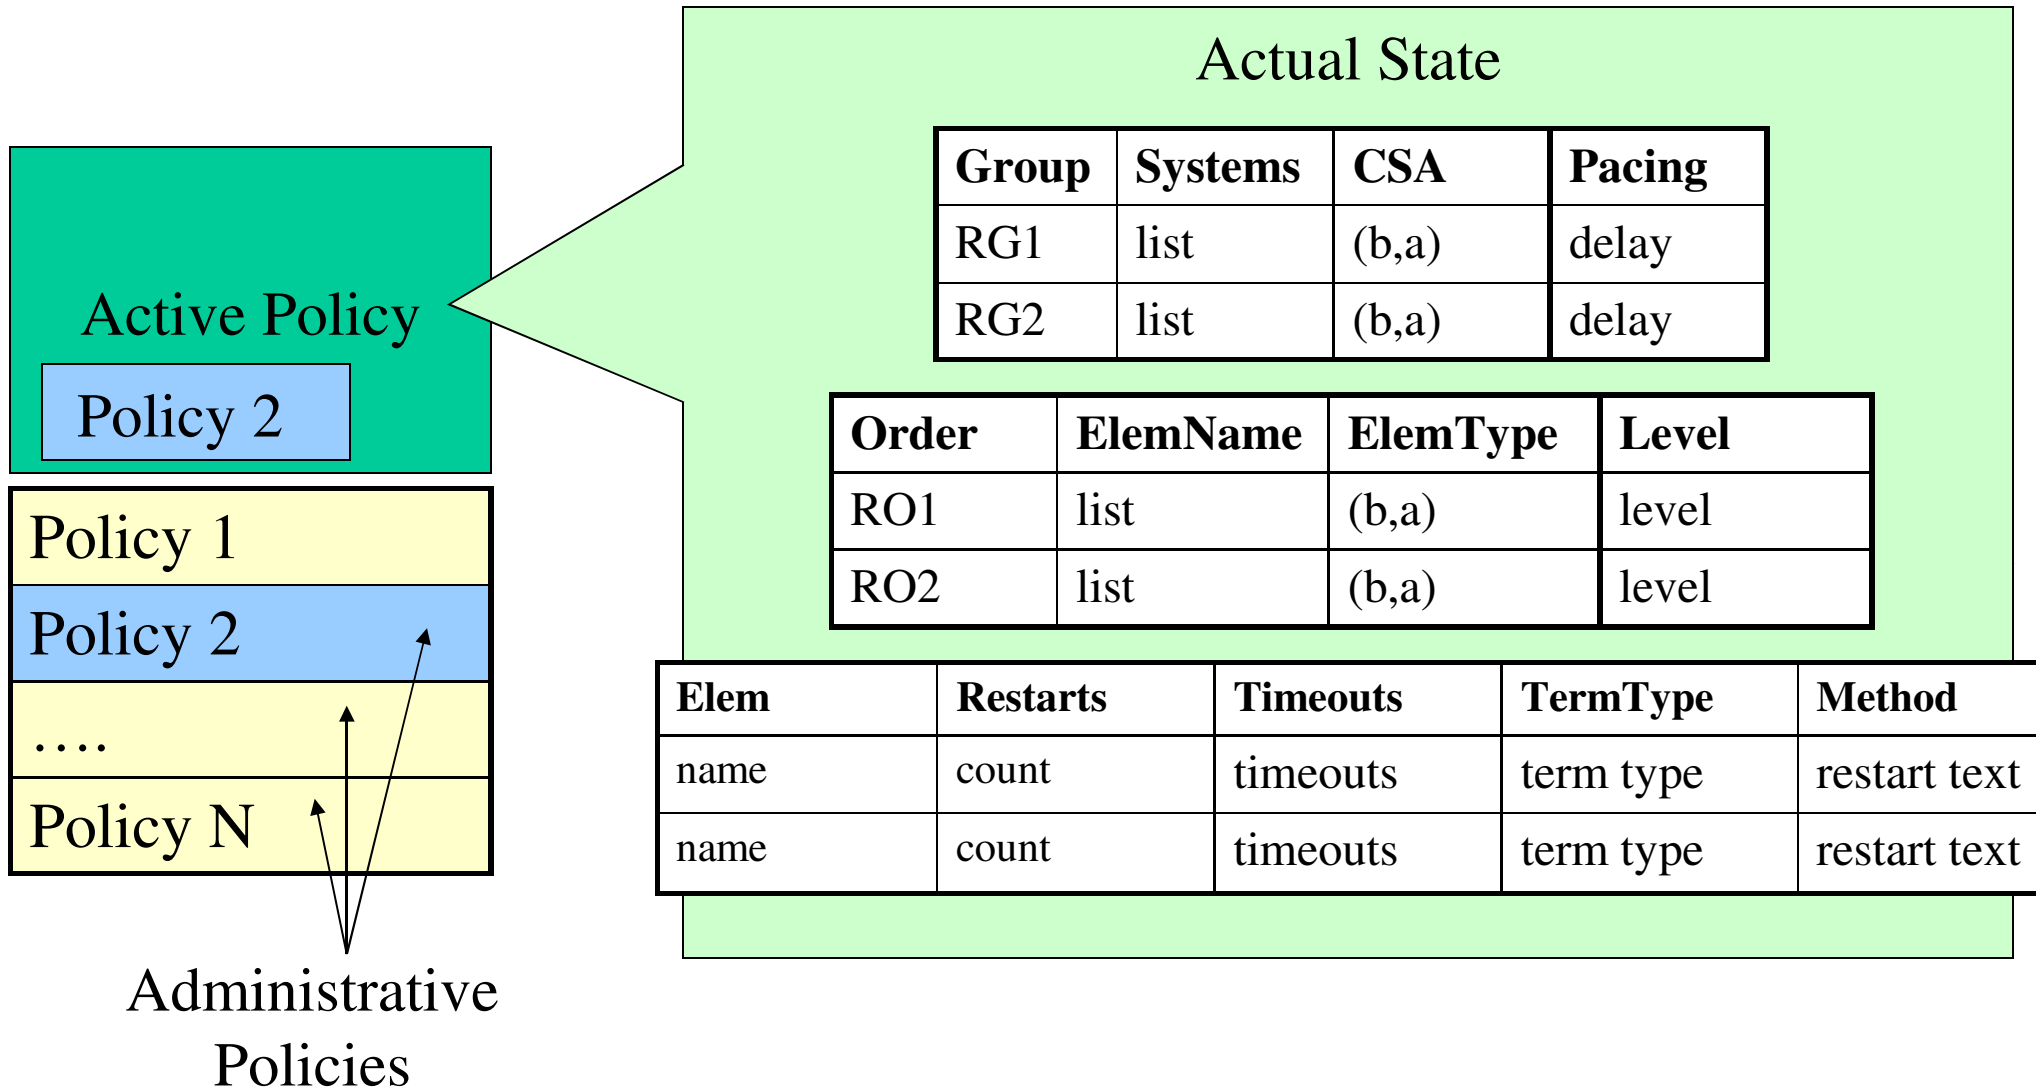 Active Policy
Policy 2
Policy 1
Policy 2
….
Policy N
Administrative
Policies
Actual State
Group Systems CSA Pacing
RG1 list (b,a) delay
RG2 list (b,a) delay
Order ElemName ElemType Level
RO1 list (b,a) level
RO2 list (b,a) level
Elem Restarts Timeouts TermType Method
name count timeouts term type restart text
name count timeouts term type restart text